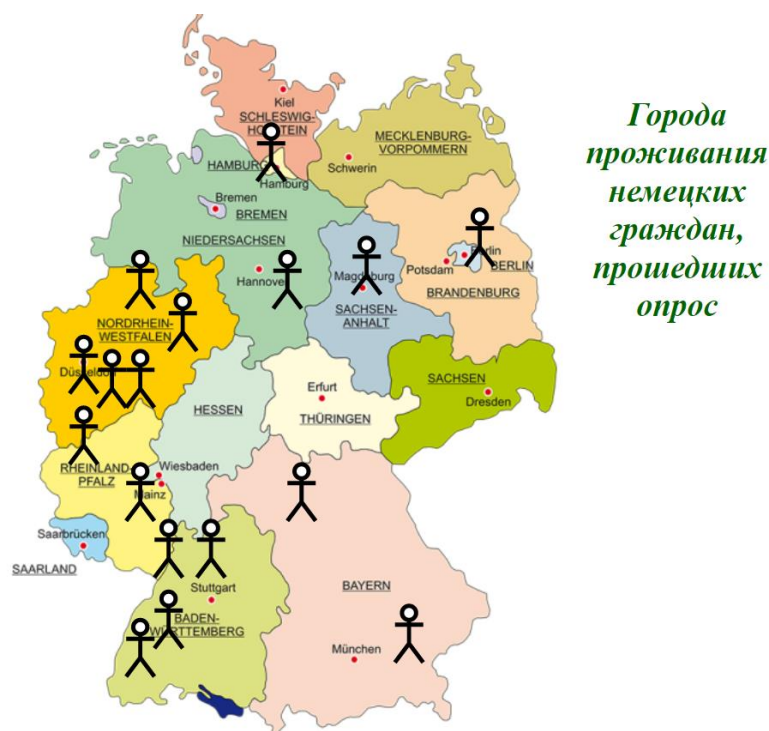 Города
проживания
немецких
граждан,
прошедших
опрос
Kiel
SCHLESWIG-
HOLSTEIN
MECKLENBURG-
VORPOMMERN
HAMBURG
Hamburg
Schwerin
Bremen
BREMEN
NIEDERSACHSEN
Hannover
Magdeburg
SACHSEN-
ANHALT
Potsdam
Berlin
BERLIN
BRANDENBURG
NORDRHEIN-
WESTFALEN
Düsseldorf
HESSEN
Erfurt
THÜRINGEN
SACHSEN
Dresden
RHEINLAND-
PFALZ
Wiesbaden
Mainz
Saarbrücken
SAARLAND
Stuttgart
BADEN-
WÜRTTEMBERG
BAYERN
München